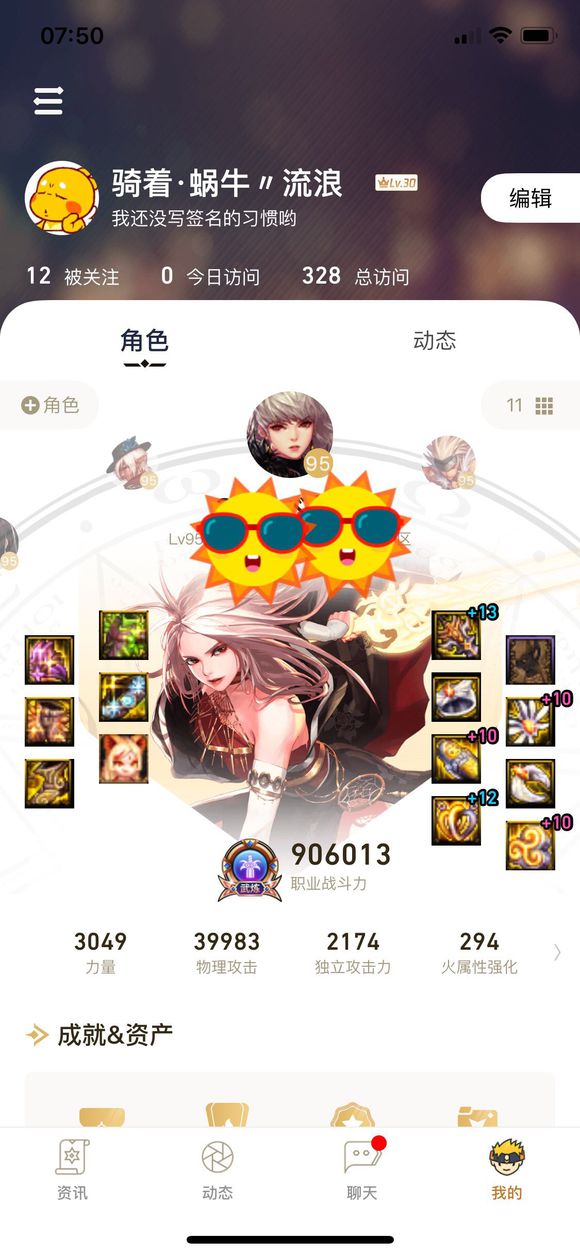 07:50
骑着·蜗牛〃流浪
Lv.30
编辑
我还没写签名的习惯哟
12 被关注 0 今日访问 328 总访问
角色 动态
角色 11
95
95 95
95
Lv95 区
+13
+10
+10
+12
+10
906013
武炼 职业战斗力
3049 39983 2174 294
力量 物理攻击 独立攻击力 火属性强化
成就&资产
资讯 动态 聊天 我的